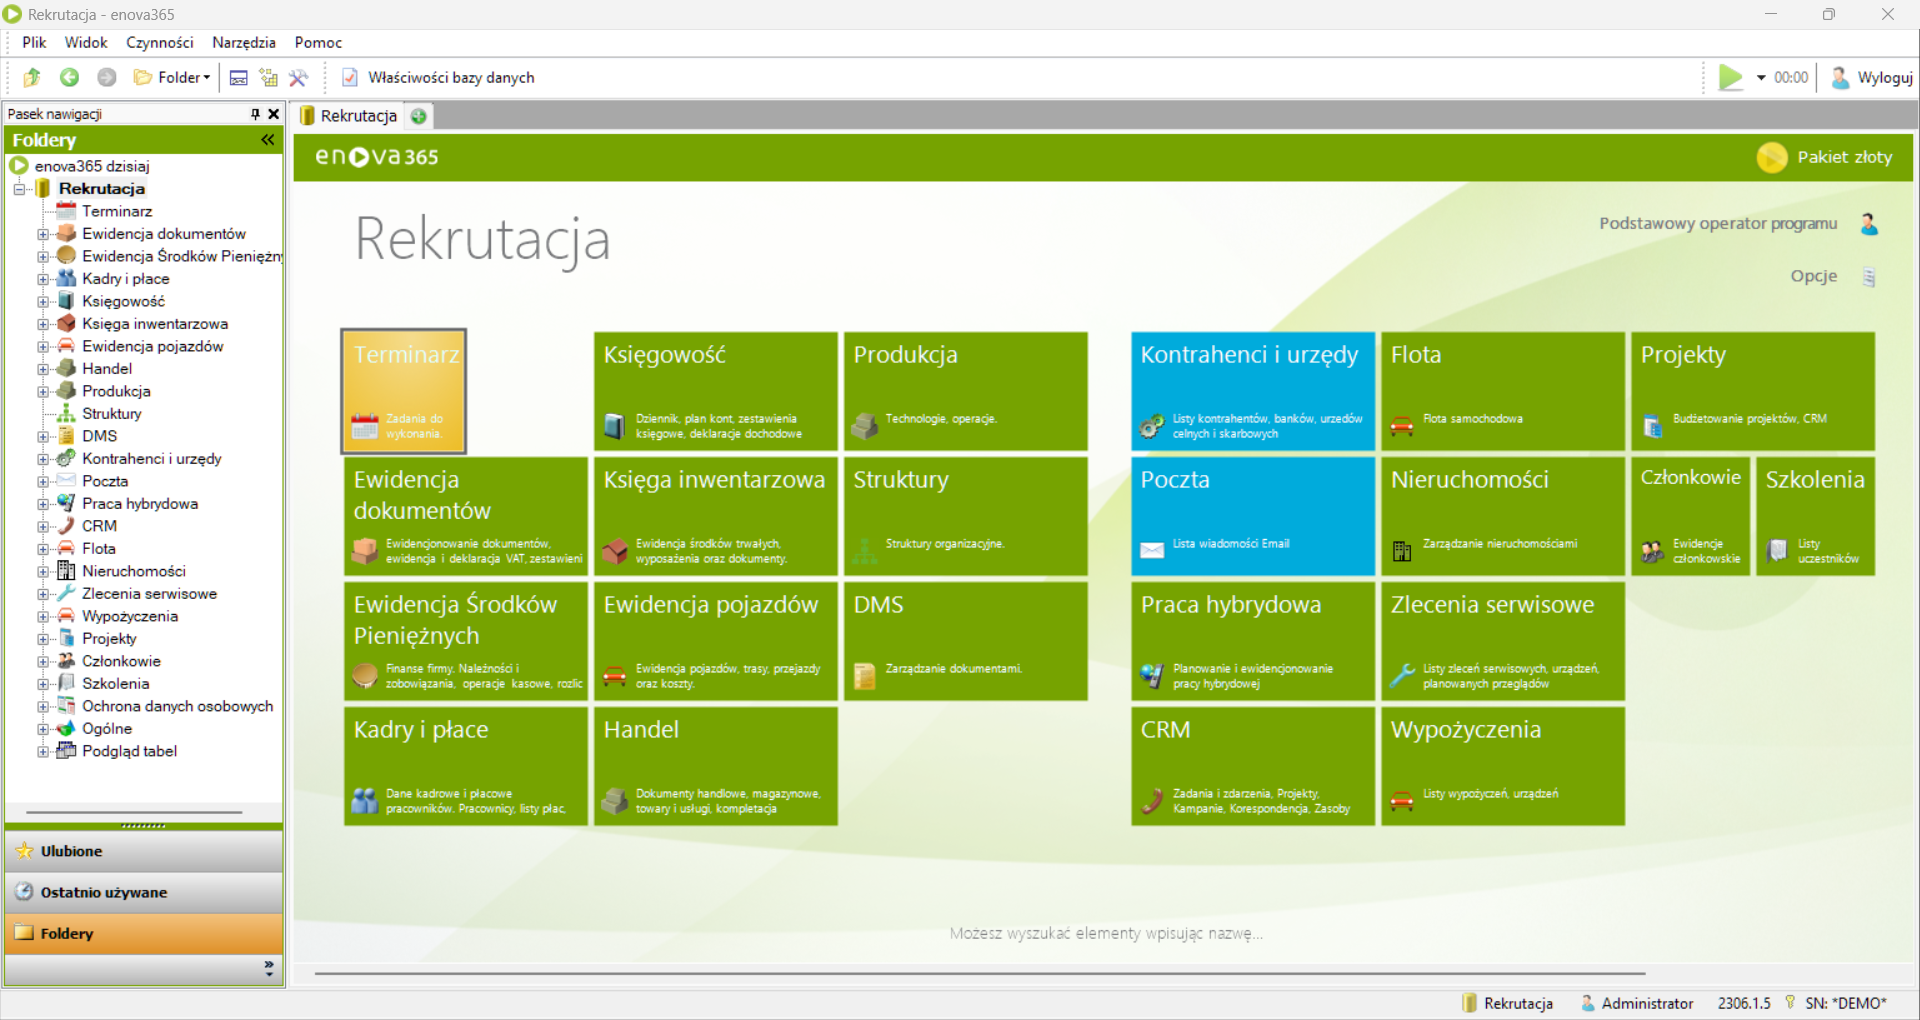 Rekrutacja - enova365
Plik Widok Czynności Narzędzia Pomoc
Folder Właściwości bazy danych 00:00 Wyloguj
Pasek nawigacji
Foldery
enova365 dzisiaj
Rekrutacja
Terminarz
Ewidencja dokumentów
Ewidencja Środków Pieniężny
Kadry i płace
Księgowość
Księga inwentarzowa
Ewidencja pojazdów
Handel
Produkcja
Struktury
DMS
Kontrahenci i urzędy
Poczta
Praca hybrydowa
CRM
Flota
Nieruchomości
Zlecenia serwisowe
Wypożyczenia
Projekty
Członkowie
Szkolenia
Ochrona danych osobowych
Ogólne
Podgląd tabel
Ulubione
Ostatnio używane
Foldery
Rekrutacja
enova365
Pakiet złoty
Rekrutacja
Podstawowy operator programu
Opcje
Terminarz
Zadania do
wykonania.
Księgowość
Dziennik, plan kont, zestawienia
księgowe, deklaracje dochodowe
Produkcja
Technologie, operacje.
Kontrahenci i urzędy
Listy kontrahentów, banków, urzedów
celnych i skarbowych
Flota
Flota samochodowa
Projekty
Budżetowanie projektów, CRM
Ewidencja
dokumentów
Ewidencjonowanie dokumentów,
ewidencja i deklaracja VAT, zestawieni
Księga inwentarzowa
Ewidencja środków trwałych,
wyposażenia oraz dokumenty.
Struktury
Struktury organizacyjne.
Poczta
Lista wiadomości Email
Nieruchomości
Zarządzanie nieruchomościami
Członkowie
Ewidencje
członkowskie
Szkolenia
Listy
uczestników
Ewidencja Środków
Pieniężnych
Finanse firmy. Należności i
zobowiązania, operacje kasowe, rozlic
Ewidencja pojazdów
Ewidencja pojazdów, trasy, przejazdy
oraz koszty.
DMS
Zarządzanie dokumentami.
Praca hybrydowa
Planowanie i ewidencjonowanie
pracy hybrydowej
Zlecenia serwisowe
Listy zleceń serwisowych, urządzeń,
planowanych przeglądów
Kadry i płace
Dane kadrowe i płacowe
pracowników. Pracownicy, listy płac,
Handel
Dokumenty handlowe, magazynowe,
towary i usługi, kompletacja
CRM
Zadania i zdarzenia, Projekty,
Kampanie, Korespondencja, Zasoby
Wypożyczenia
Listy wypożyczeń, urządzeń
Możesz wyszukać elementy wpisując nazwę...
Rekrutacja Administrator 2306.1.5 SN: *DEMO*